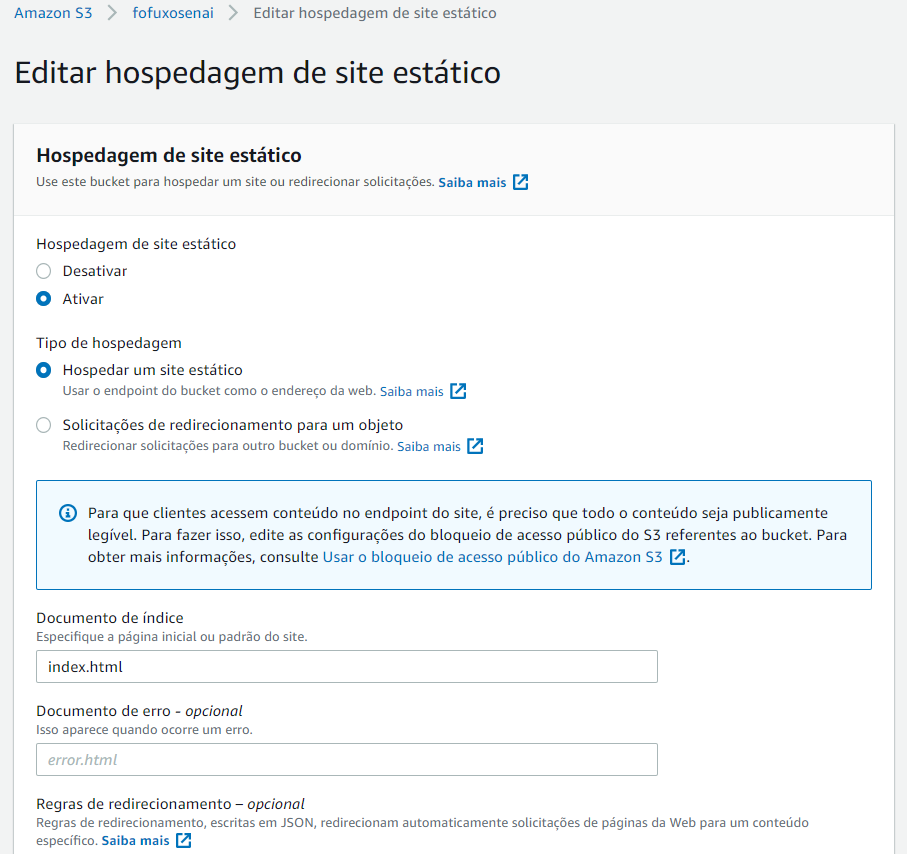 Amazon S3 > fofuxosenai > Editar hospedagem de site estático
Editar hospedagem de site estático
Hospedagem de site estático
Use este bucket para hospedar um site ou redirecionar solicitações. Saiba mais
Hospedagem de site estático
Desativar
Ativar
Tipo de hospedagem
Hospedar um site estático
Usar o endpoint do bucket como o endereço da web. Saiba mais
Solicitações de redirecionamento para um objeto
Redirecionar solicitações para outro bucket ou domínio. Saiba mais
Para que clientes acessem conteúdo no endpoint do site, é preciso que todo o conteúdo seja publicamente
legível. Para fazer isso, edite as configurações do bloqueio de acesso público do S3 referentes ao bucket. Para
obter mais informações, consulte Usar o bloqueio de acesso público do Amazon S3.
Documento de índice
Especifique a página inicial ou padrão do site.
index.html
Documento de erro - opcional
Isso aparece quando ocorre um erro.
error.html
Regras de redirecionamento – opcional
Regras de redirecionamento, escritas em JSON, redirecionam automaticamente solicitações de páginas da Web para um conteúdo
específico. Saiba mais